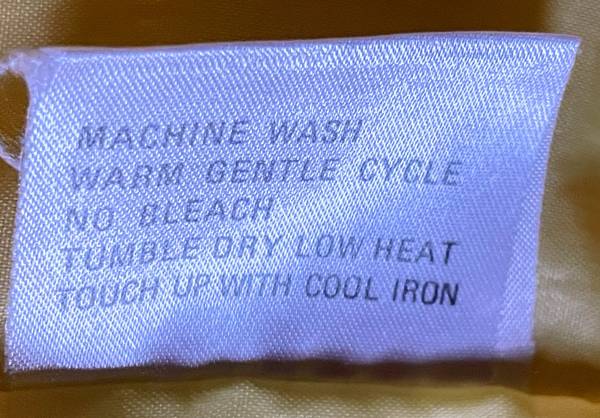 MACHINE WASH
WARM GENTLE CYCLE
NO BLEACH
TUMBLE DRY LOW HEAT
TOUCH UP WITH COOL IRON